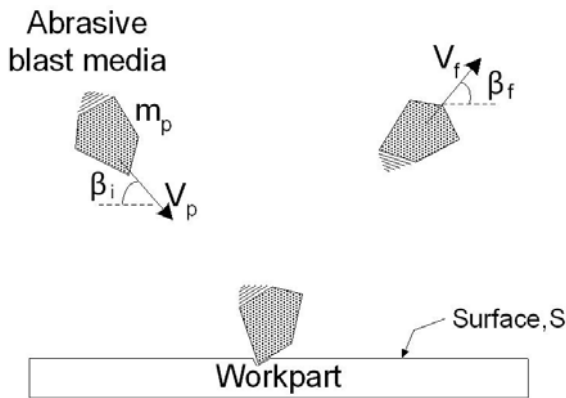 Abrasive
blast media
m_p
β_i
V_p
V_f
β_f
Surface, S
Workpart